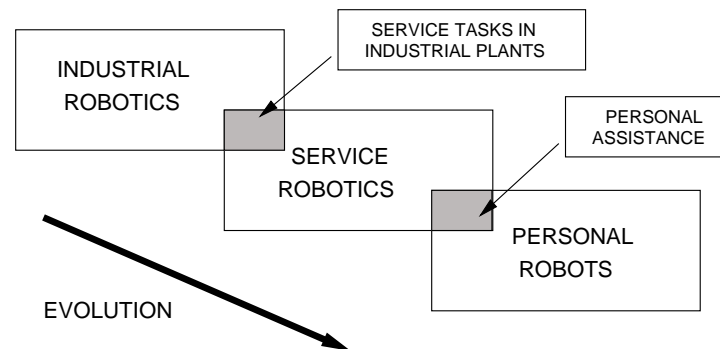 SERVICE TASKS IN
INDUSTRIAL PLANTS
INDUSTRIAL
ROBOTICS
PERSONAL
ASSISTANCE
SERVICE
ROBOTICS
PERSONAL
ROBOTS
EVOLUTION